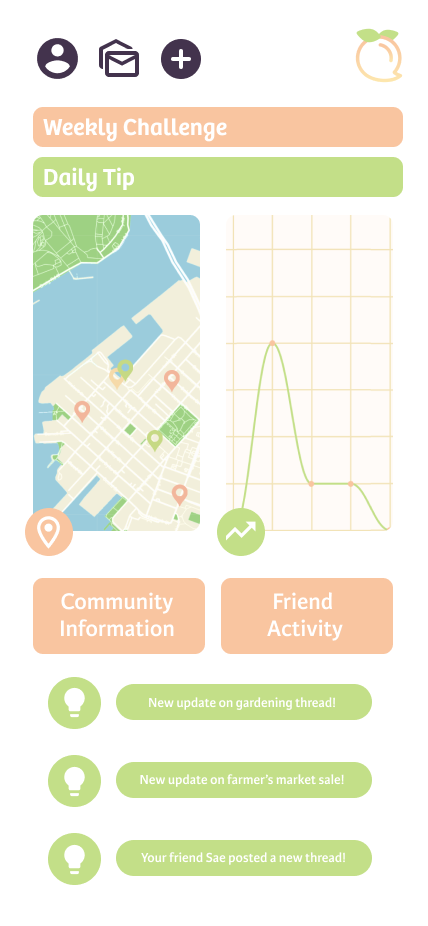 Weekly Challenge
Daily Tip
Community
Information
Friend
Activity
New update on gardening thread!
New update on farmer's market sale!
Your friend Sae posted a new thread!